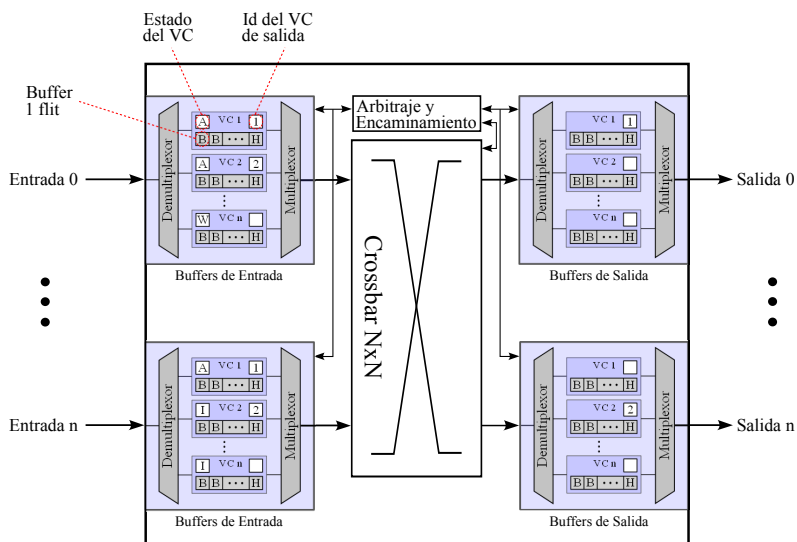 Estado
del VC
Id del VC
de salida
Buffer
1 flit
Entrada 0
Demultiplexor
A VC 1 1
B B ••• H
A VC 2 2
B B ••• H
W VC n
B B ••• H
Multiplexor
Buffers de Entrada
Arbitraje y
Encaminamiento
Crossbar NxN
Demultiplexor
VC 1 1
B B ••• H
VC 2
B B ••• H
VC n
B B ••• H
Multiplexor
Buffers de Salida
Salida 0
Entrada n
Demultiplexor
A VC 1 1
B B ••• H
I VC 2 2
B B ••• H
I VC n
B B ••• H
Multiplexor
Buffers de Entrada
Demultiplexor
VC 1
B B ••• H
VC 2 2
B B ••• H
VC n
B B ••• H
Multiplexor
Buffers de Salida
Salida n